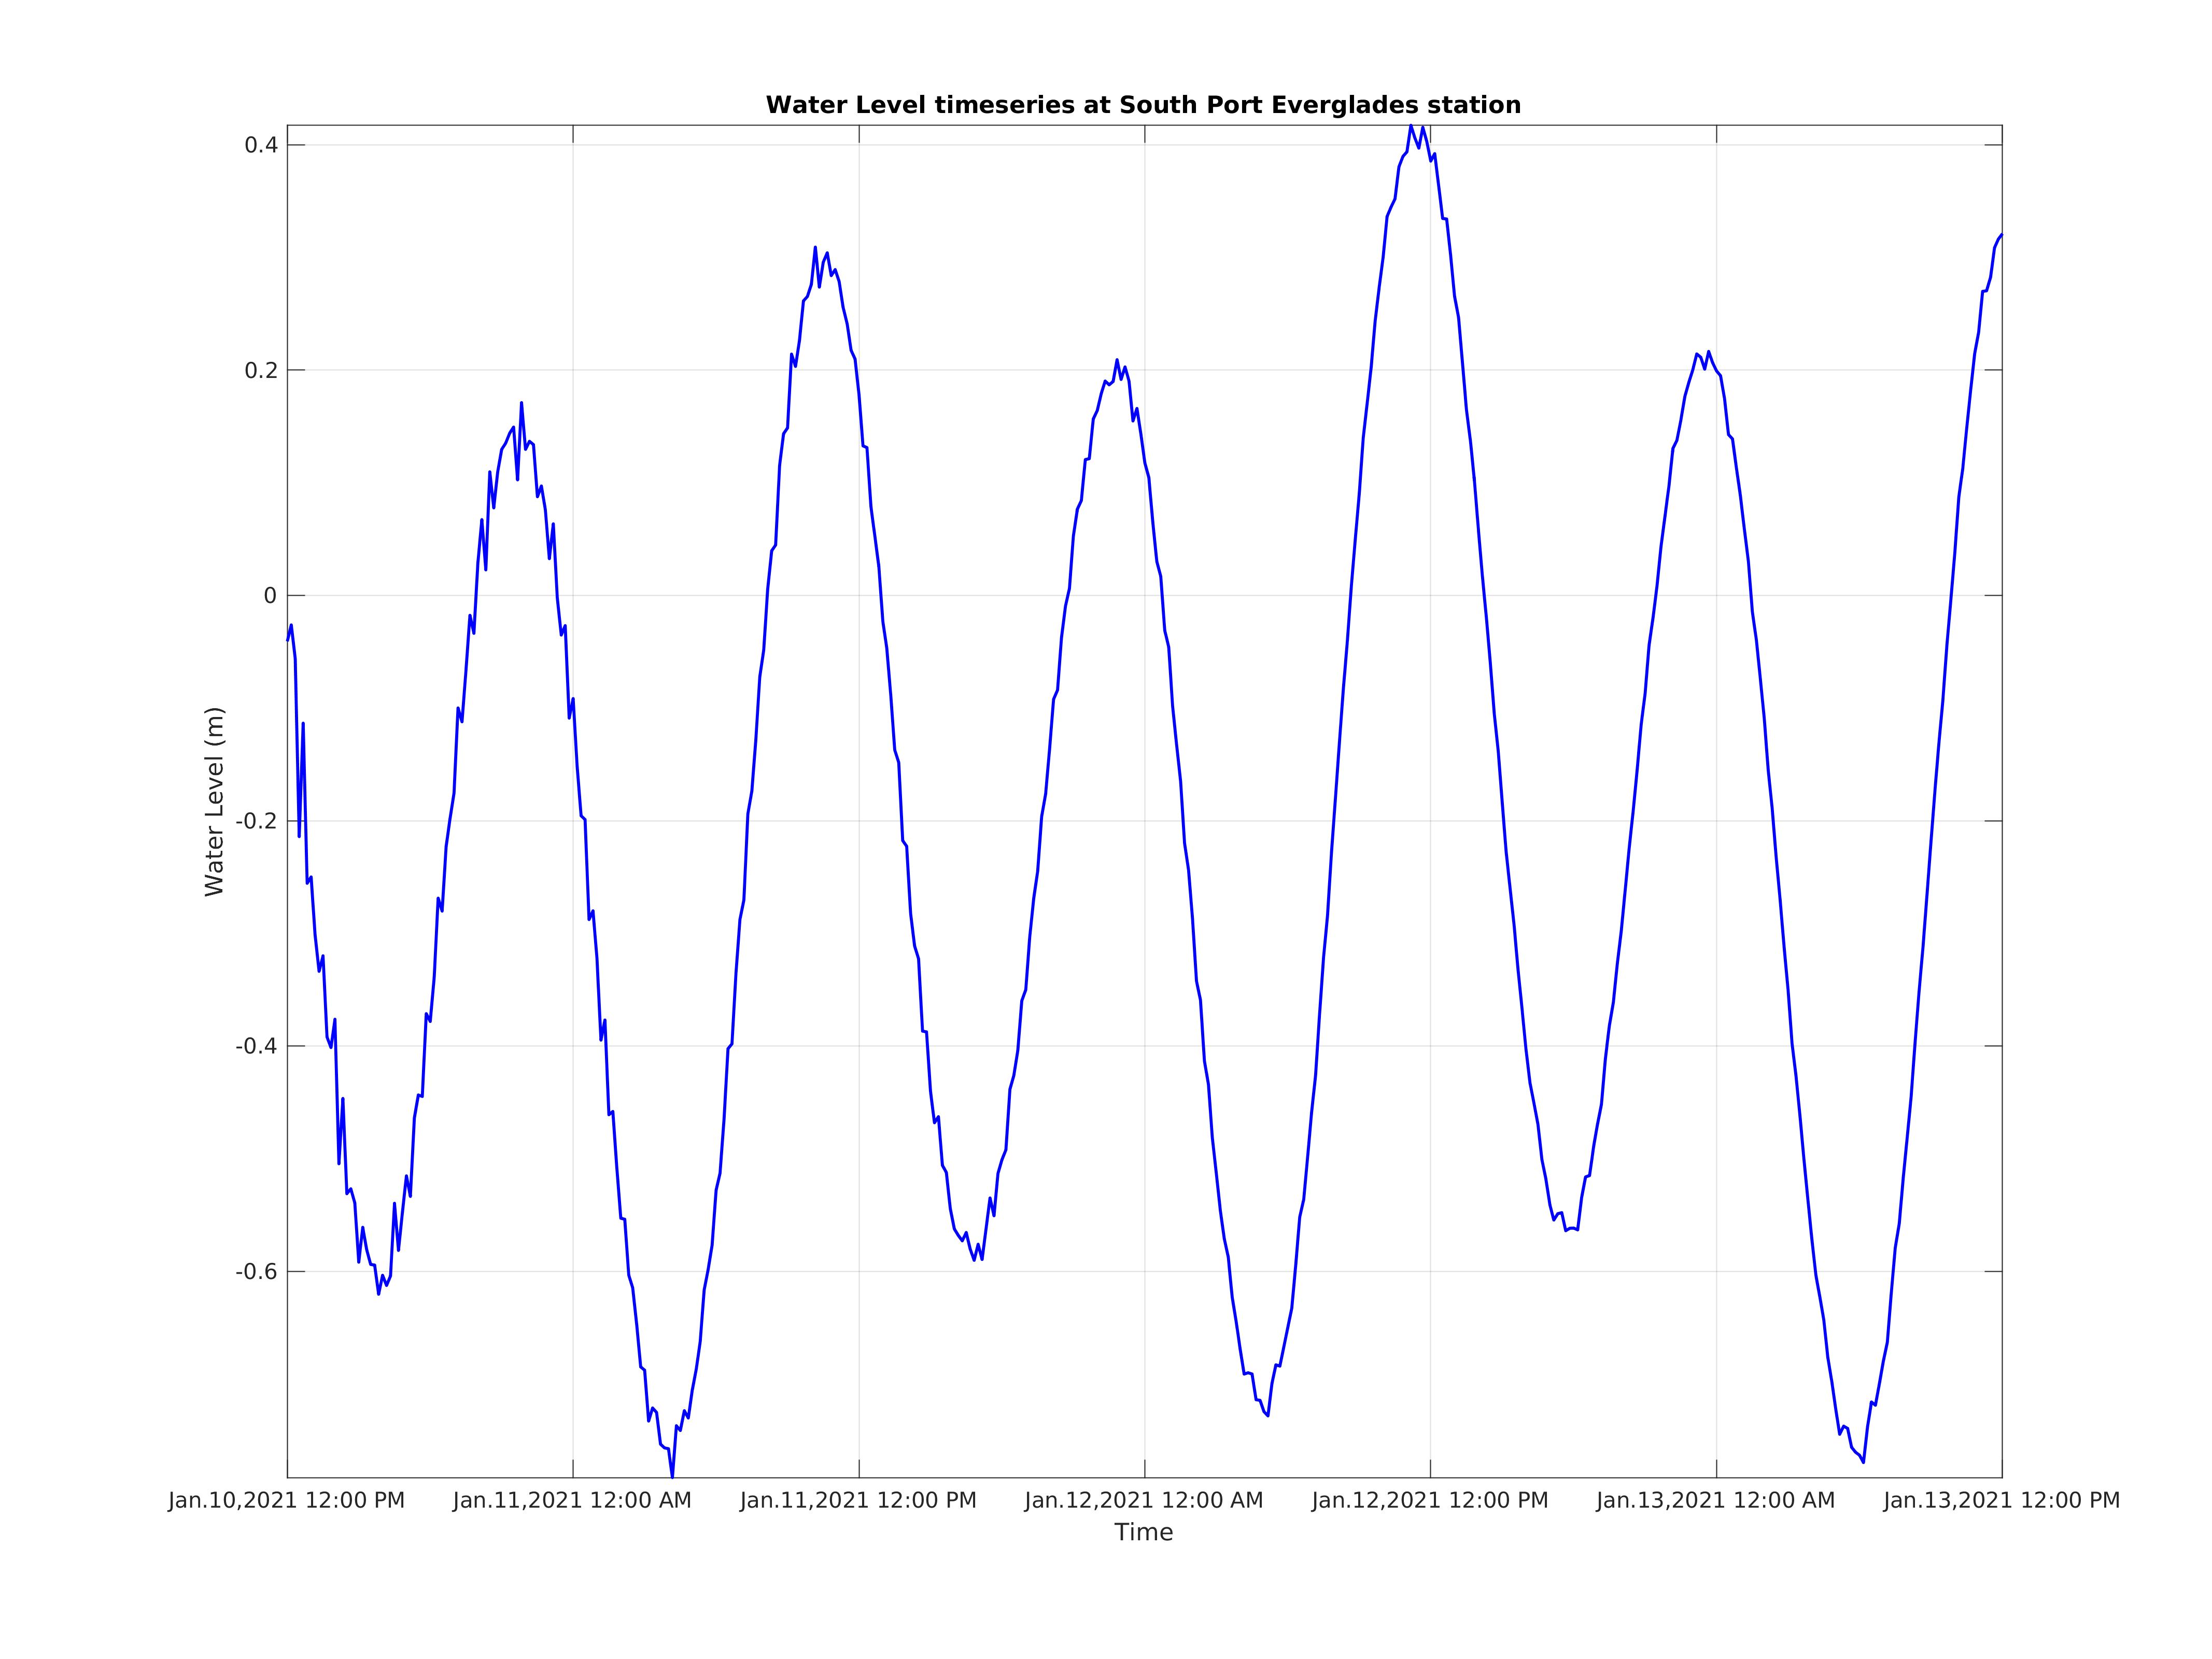 Water Level timeseries at South Port Everglades station
0.4
0.2
0
-0.2
-0.4
-0.6
Water Level (m)
Jan.10,2021 12:00 PM
Jan.11,2021 12:00 AM
Jan.11,2021 12:00 PM
Jan.12,2021 12:00 AM
Jan.12,2021 12:00 PM
Jan.13,2021 12:00 AM
Jan.13,2021 12:00 PM
Time